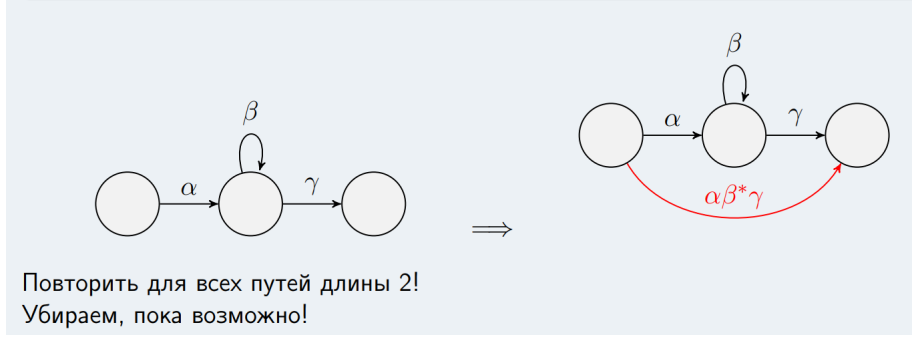 β
β
α
γ
α
γ
αβ*γ
⟹
Повторить для всех путей длины 2!
Убираем, пока возможно!